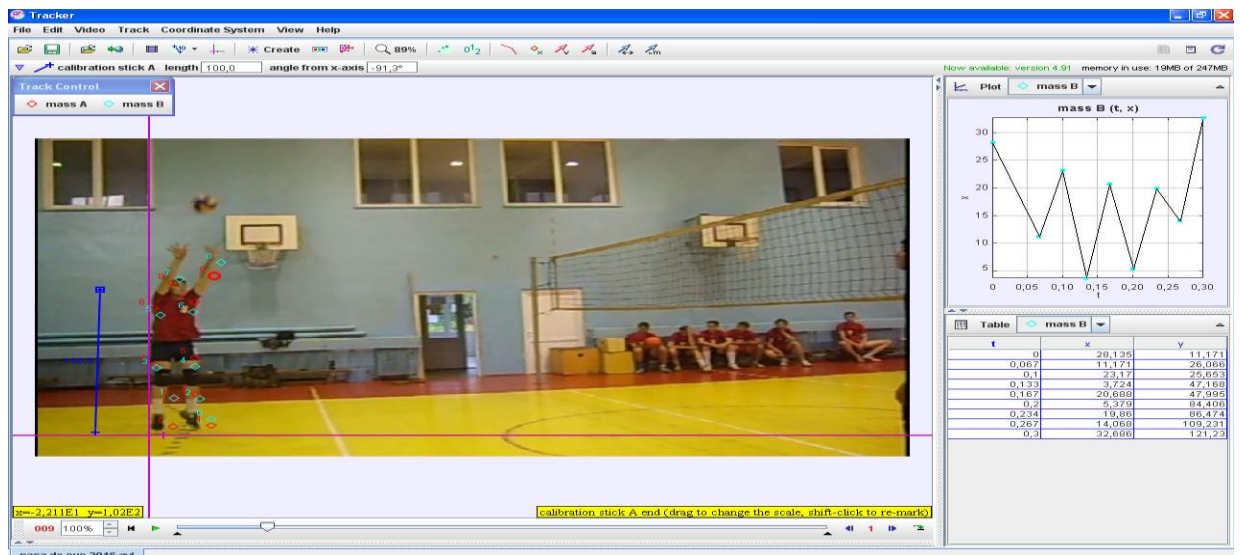 Tracker
File Edit Video Track Coordinate System View Help
Create 89%
calibration stick A length 100,0 angle from x-axis -91,3° Now available: version 4.91 memory in use: 19MB of 247MB
Track Control
mass A mass B
Plot mass B
mass B (t, x)
30
25
20
x
15
10
5
0 0,05 0,10 0,15 0,20 0,25 0,30
t
Table mass B
t x y
0 28,135 11,171
0,067 11,171 26,066
0,1 23,17 25,653
0,133 3,724 47,168
0,167 20,688 47,995
0,2 5,379 84,406
0,234 19,86 86,474
0,267 14,068 109,231
0,3 32,686 121,23
x=-2,211E1 y=1,02E2 calibration stick A end (drag to change the scale, shift-click to re-mark)
009 100% 1